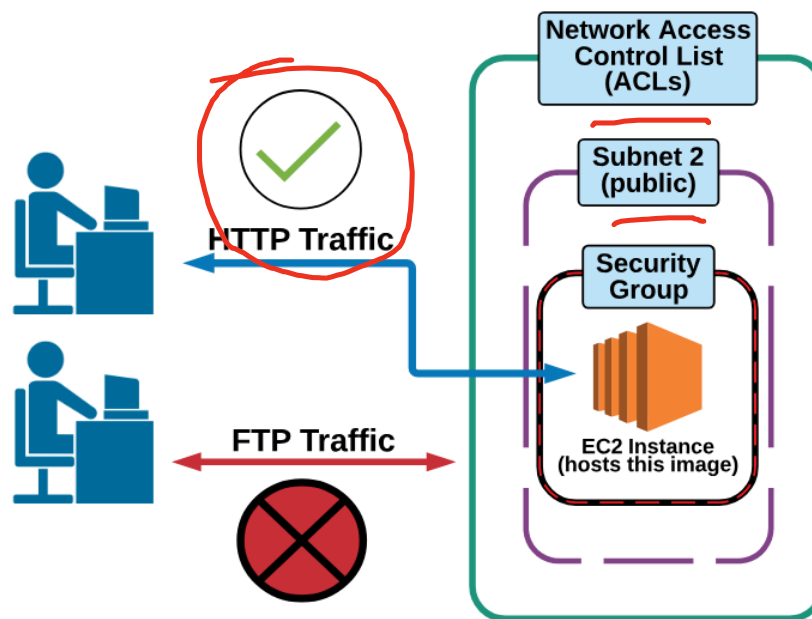 Network Access
Control List
(ACLs)
Subnet 2
(public)
HTTP Traffic
Security
Group
FTP Traffic
EC2 Instance
(hosts this image)